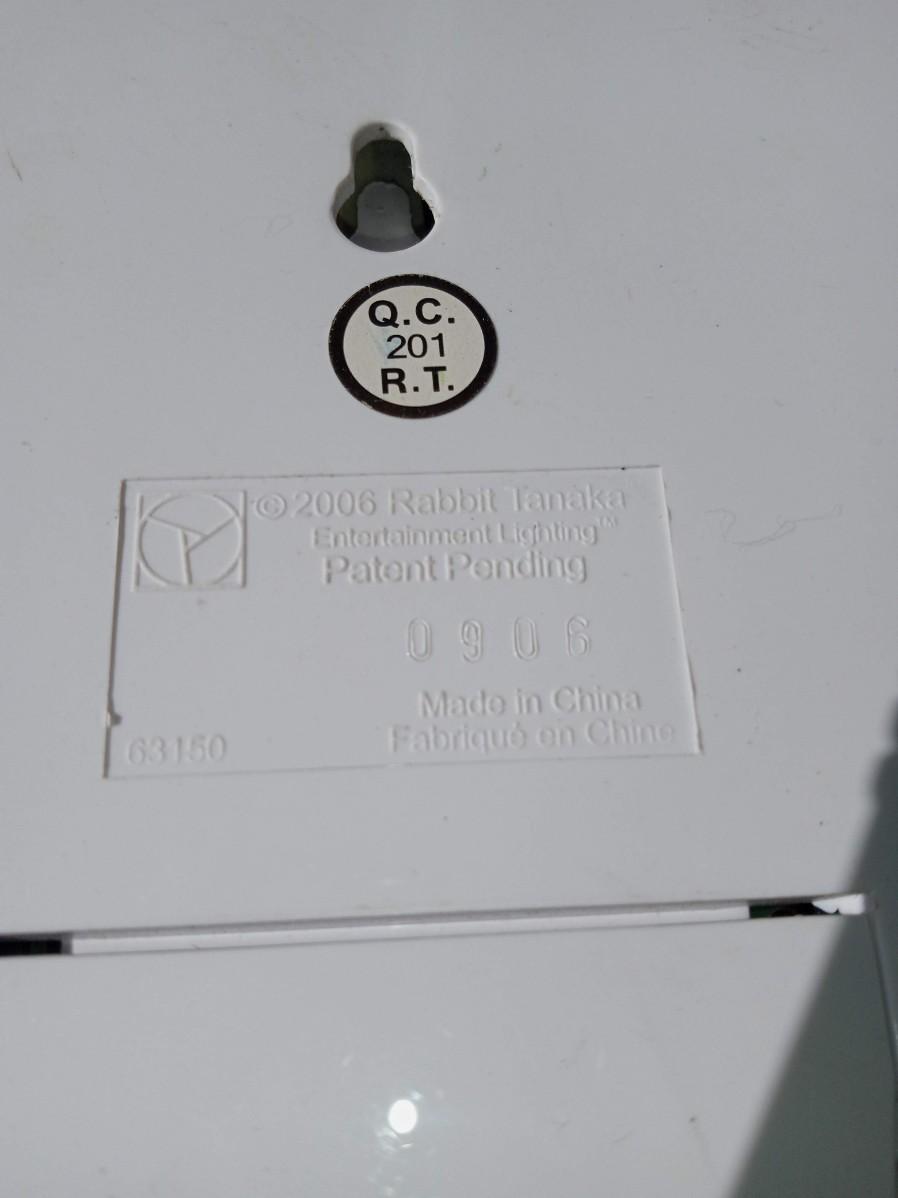 Q.C.
201
R.T.
©2006 Rabbit Tanaka
Entertainment Lighting™
Patent Pending
0906
Made in China
Fabriqué en Chine
63150